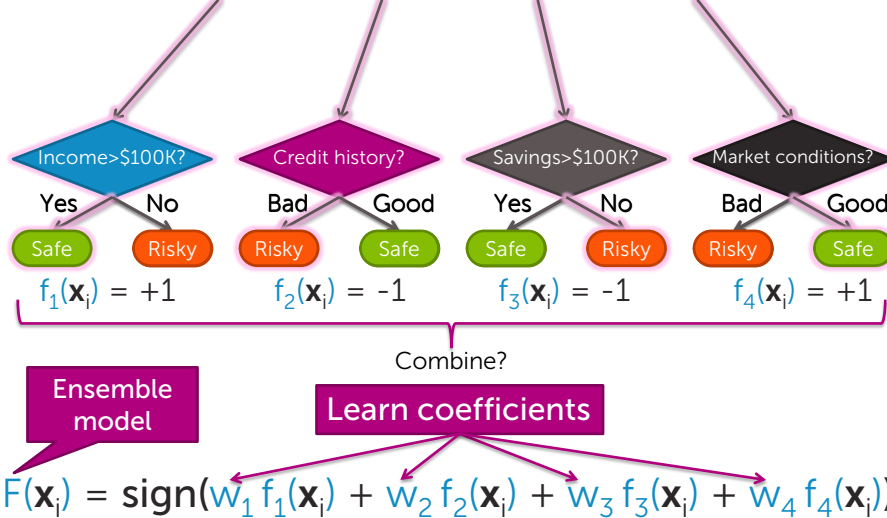 Income>$100K? Credit history? Savings>$100K? Market conditions?
Yes No Bad Good Yes No Bad Good
Safe Risky Risky Safe Safe Risky Risky Safe
f₁(xᵢ) = +1 f₂(xᵢ) = -1 f₃(xᵢ) = -1 f₄(xᵢ) = +1
Combine?
Ensemble
model
Learn coefficients
F(xᵢ) = sign(w₁ f₁(xᵢ) + w₂ f₂(xᵢ) + w₃ f₃(xᵢ) + w₄ f₄(xᵢ))